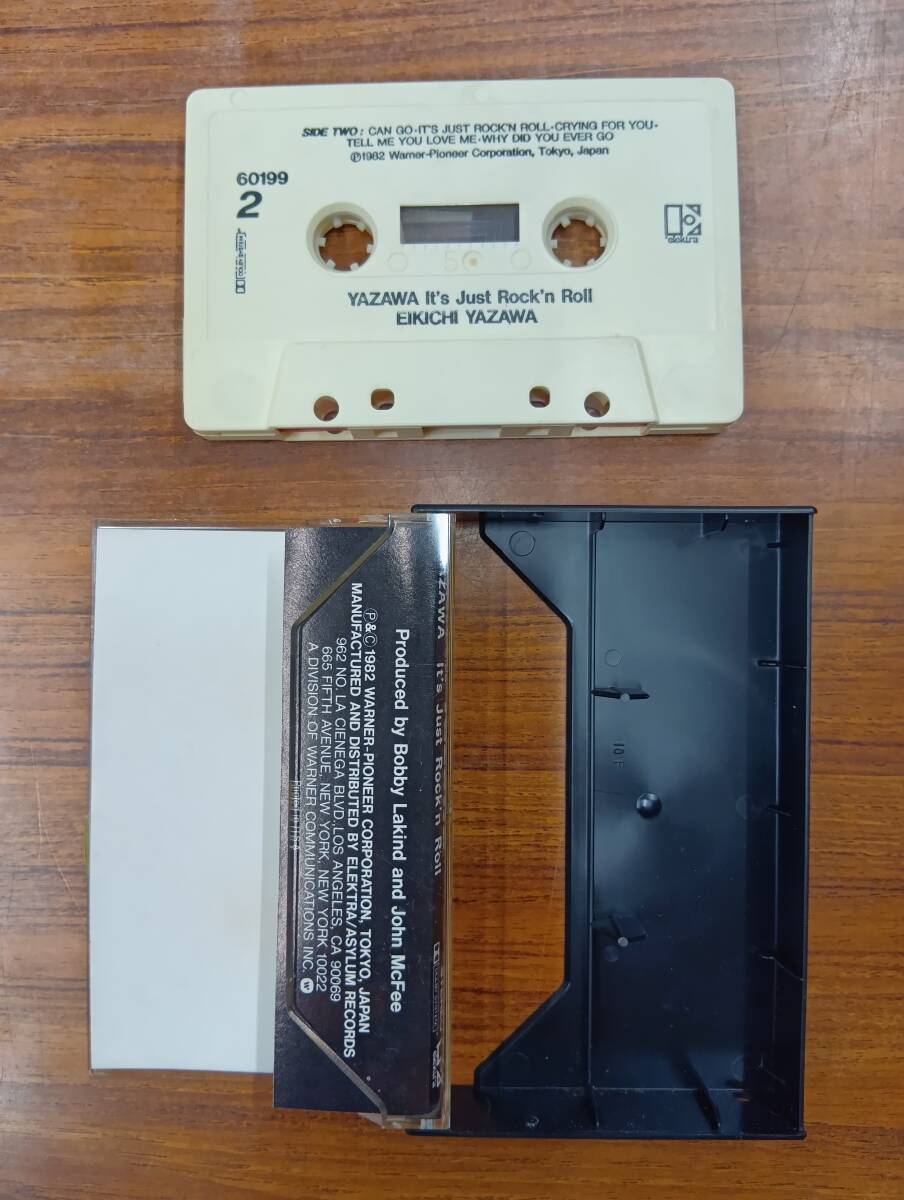 SIDE TWO : CAN GO•IT'S JUST ROCK'N ROLL•CRYING FOR YOU•
TELL ME YOU LOVE ME•WHY DID YOU EVER GO
℗1982 Warner-Pioneer Corporation, Tokyo, Japan
60199
2
elektra
50
YAZAWA It's Just Rock'n Roll
EIKICHI YAZAWA
AZAWA It's Just Rock'n Roll
Produced by Bobby Lakind and John McFee
℗&© 1982 WARNER-PIONEER CORPORATION, TOKYO, JAPAN
MANUFACTURED AND DISTRIBUTED BY ELEKTRA/ASYLUM RECORDS
962 NO. LA CIENEGA BLVD., LOS ANGELES, CA 90069
665 FIFTH AVENUE, NEW YORK, NEW YORK 10022
A DIVISION OF WARNER COMMUNICATIONS INC.
Printed in U.S.A.